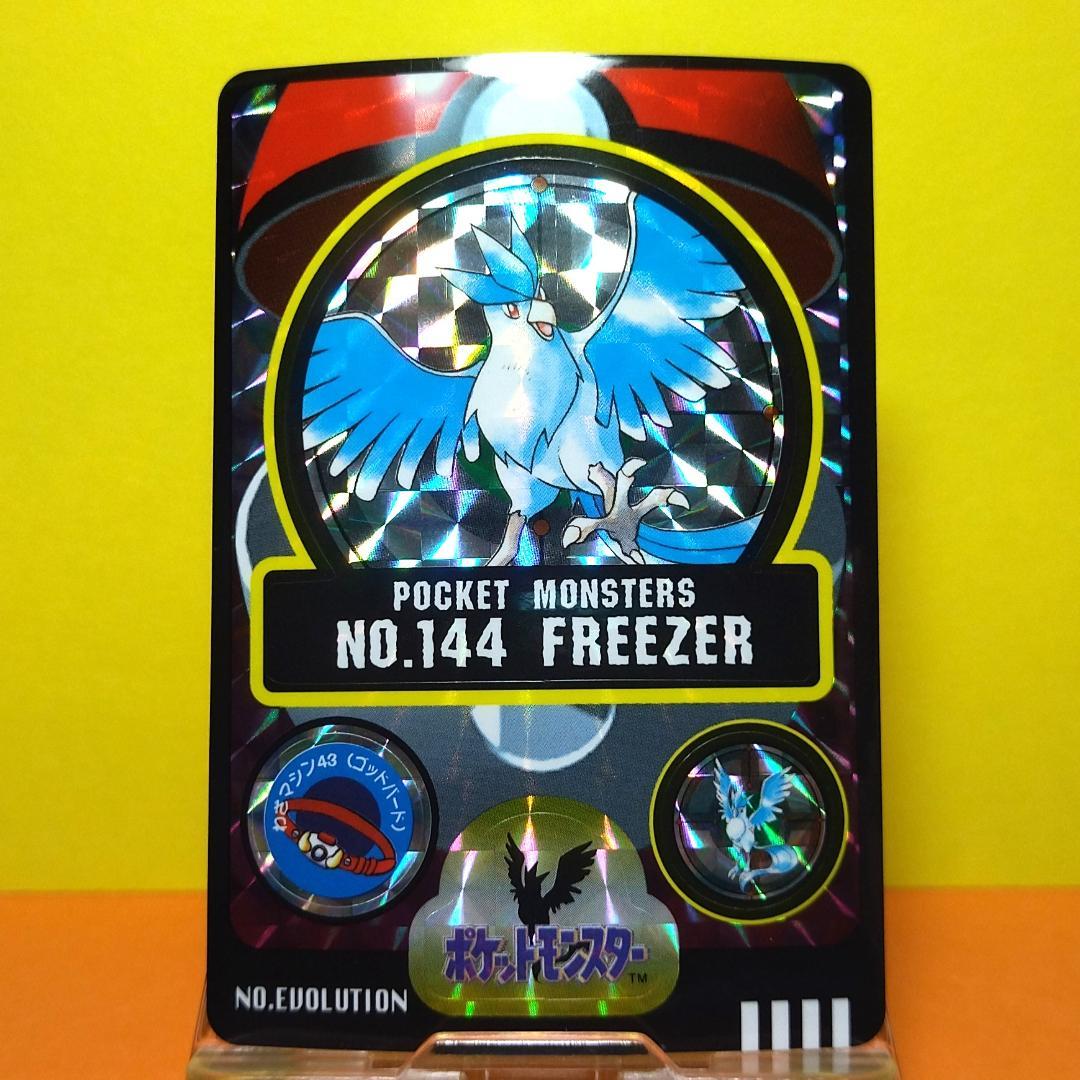 POCKET MONSTERS
NO.144 FREEZER
わざマシン43 (ゴッドバード)
ポケットモンスター
TM
NO.EVOLUTION